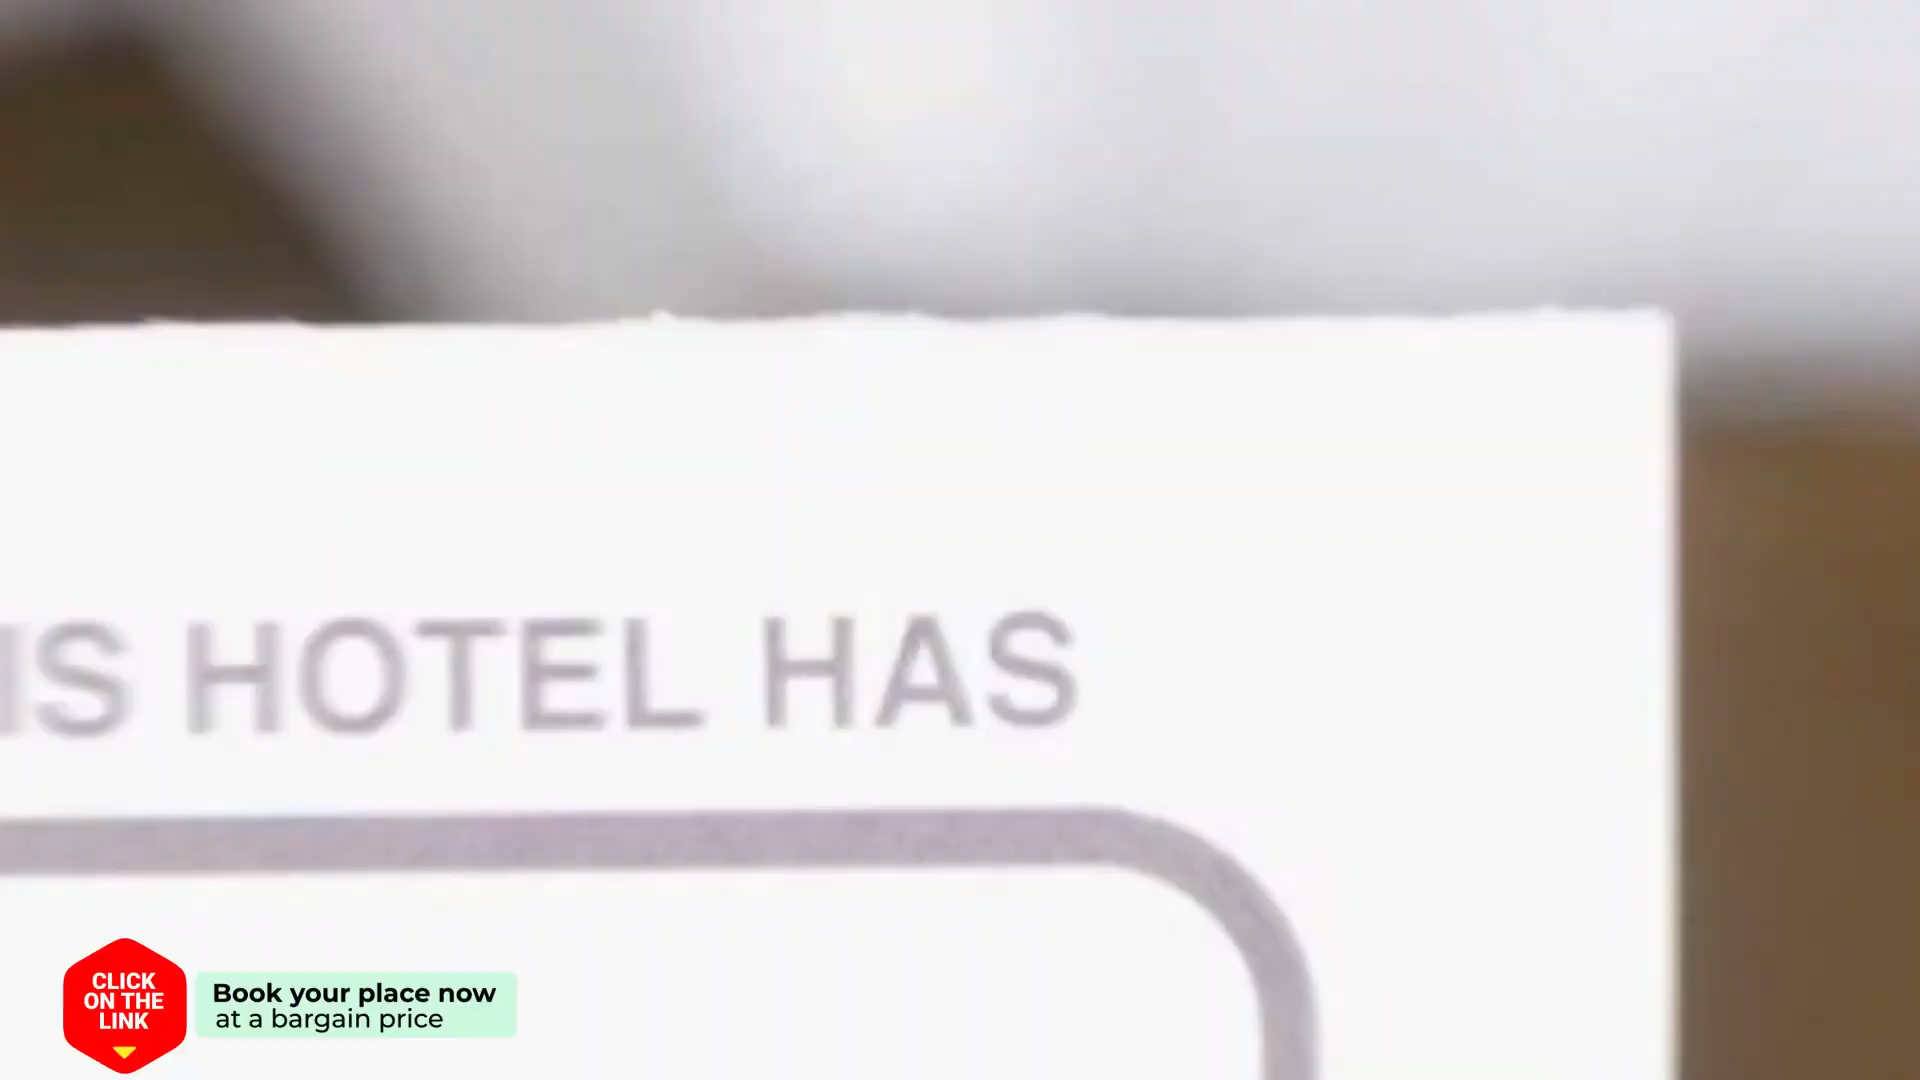 IS HOTEL HAS
CLICK
ON THE
LINK
Book your place now
at a bargain price